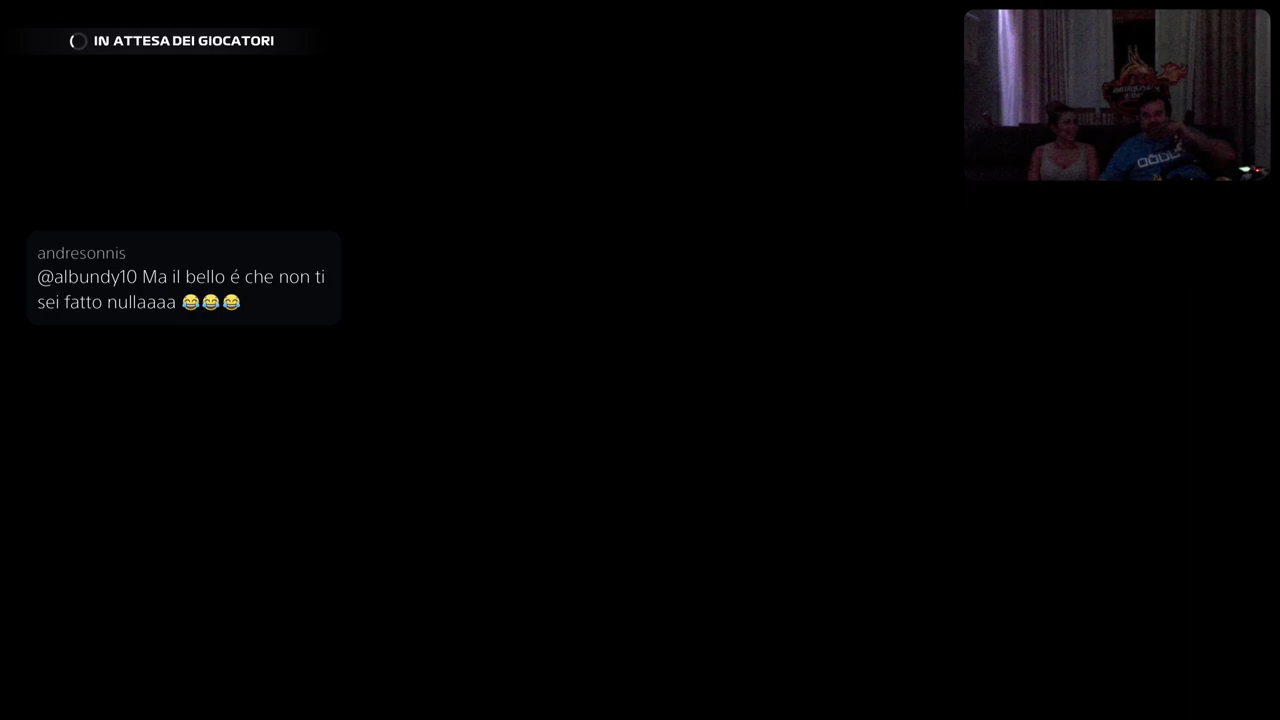 IN ATTESA DEI GIOCATORI
andresonnis
@albundy10 Ma il bello é che non ti
sei fatto nullaaaa 😂😂😂